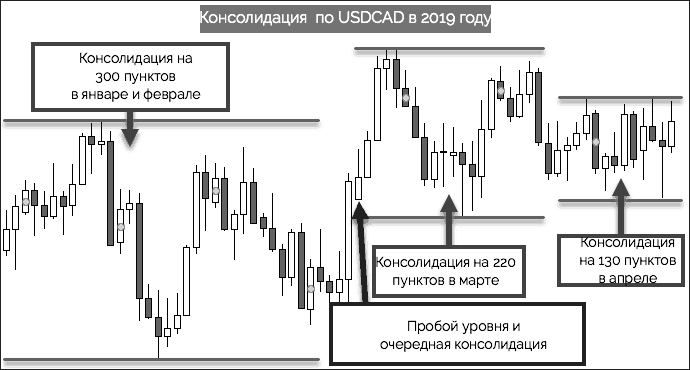 Консолидация по USDCAD в 2019 году
Консолидация на
300 пунктов
в январе и феврале
Консолидация на 220
пунктов в марте
Консолидация
на 130 пунктов
в апреле
Пробой уровня и
очередная консолидация